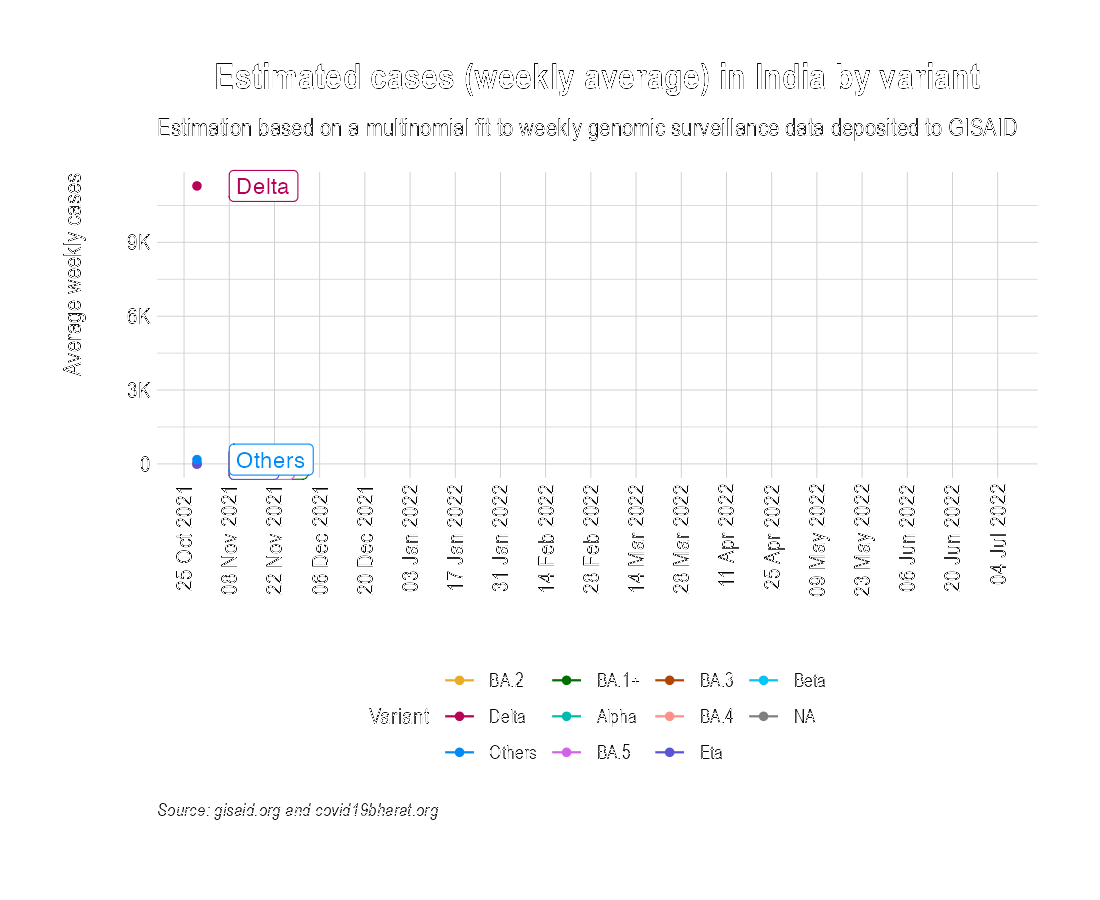 Estimated cases (weekly average) in India by variant
Estimation based on a multinomial fit to weekly genomic surveillance data deposited to GISAID
Average weekly cases
Delta
9K
6K
3K
0
Others
25 Oct 2021
08 Nov 2021
22 Nov 2021
06 Dec 2021
20 Dec 2021
03 Jan 2022
17 Jan 2022
31 Jan 2022
14 Feb 2022
28 Feb 2022
14 Mar 2022
28 Mar 2022
11 Apr 2022
25 Apr 2022
09 May 2022
23 May 2022
06 Jun 2022
20 Jun 2022
04 Jul 2022
BA.2 BA.1+ BA.3 Beta
Variant Delta Alpha BA.4 NA
Others BA.5 Eta
Source: gisaid.org and covid19bharat.org